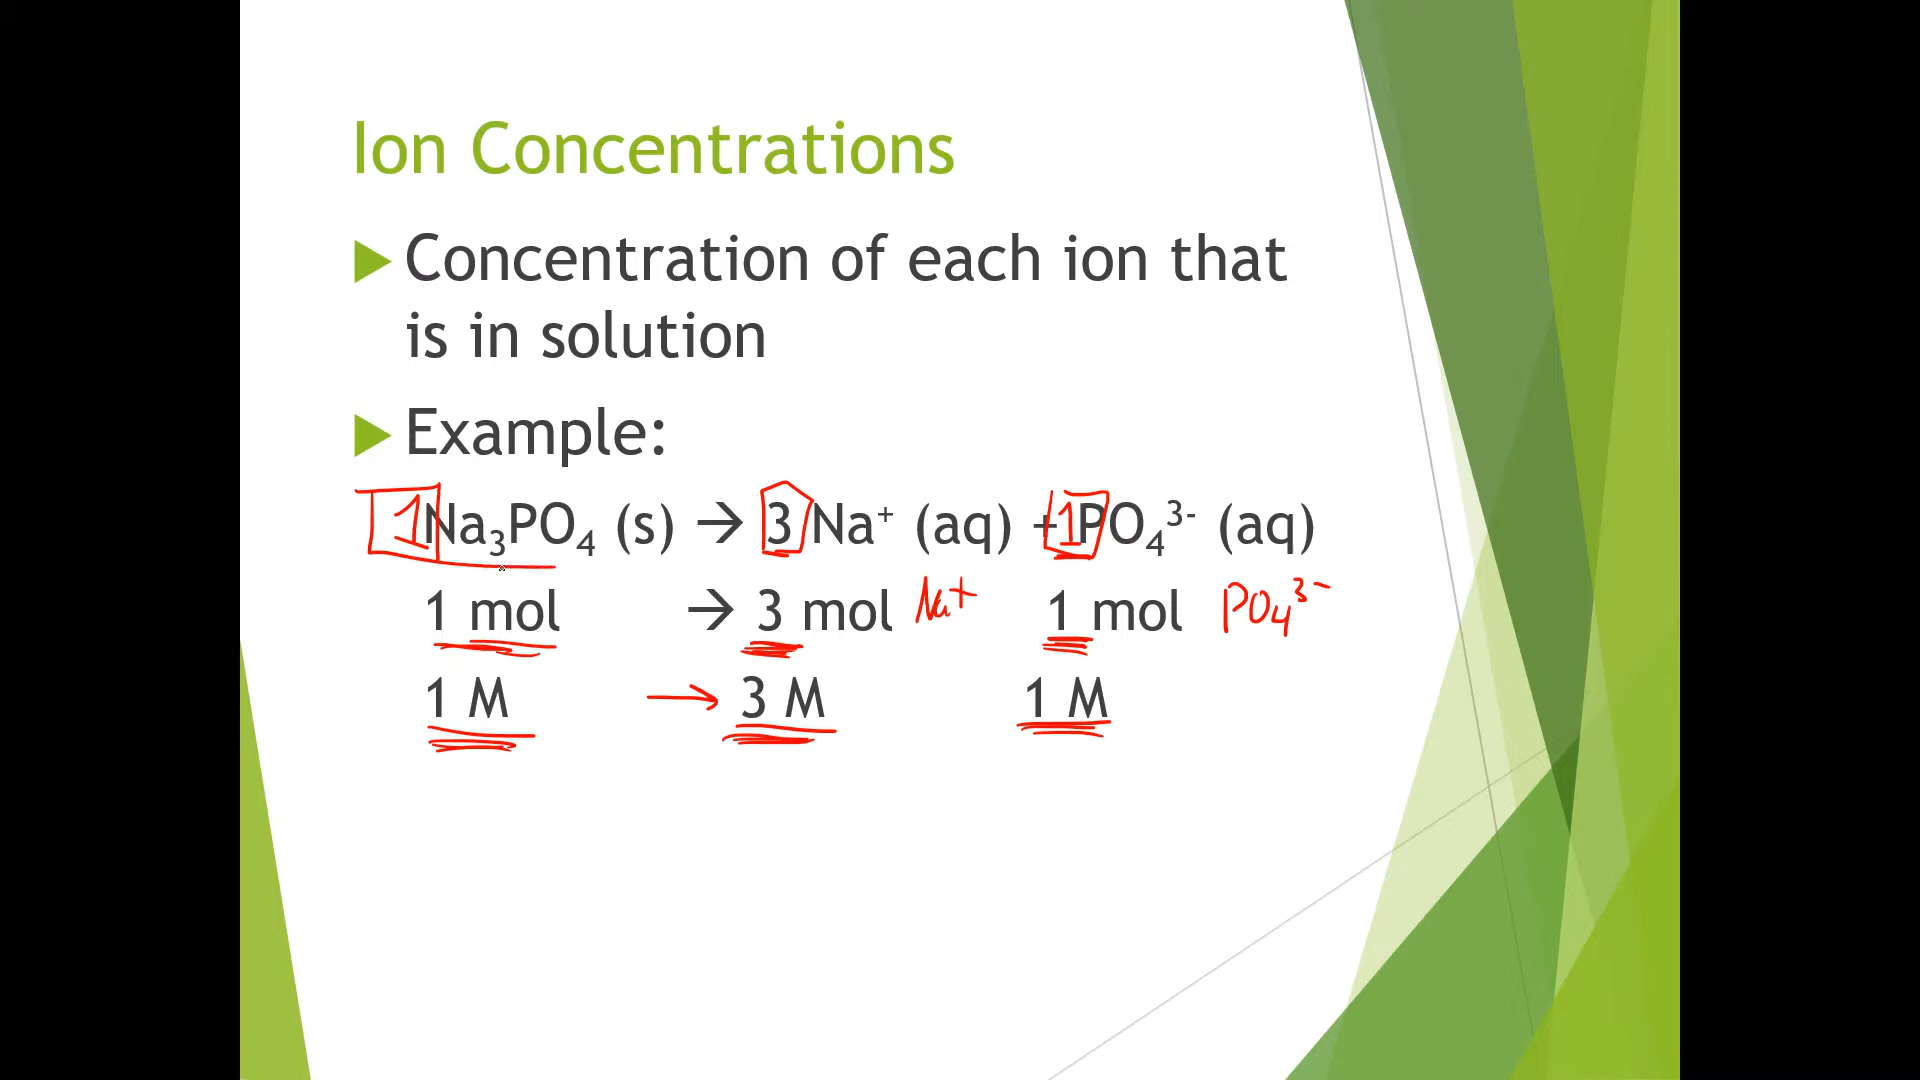 Ion Concentrations
Concentration of each ion that
is in solution
Example:
1 Na₃PO₄ (s) → 3 Na⁺ (aq) + 1 PO₄³⁻ (aq)
1 mol → 3 mol Na⁺ 1 mol PO₄³⁻
1 M → 3 M 1 M